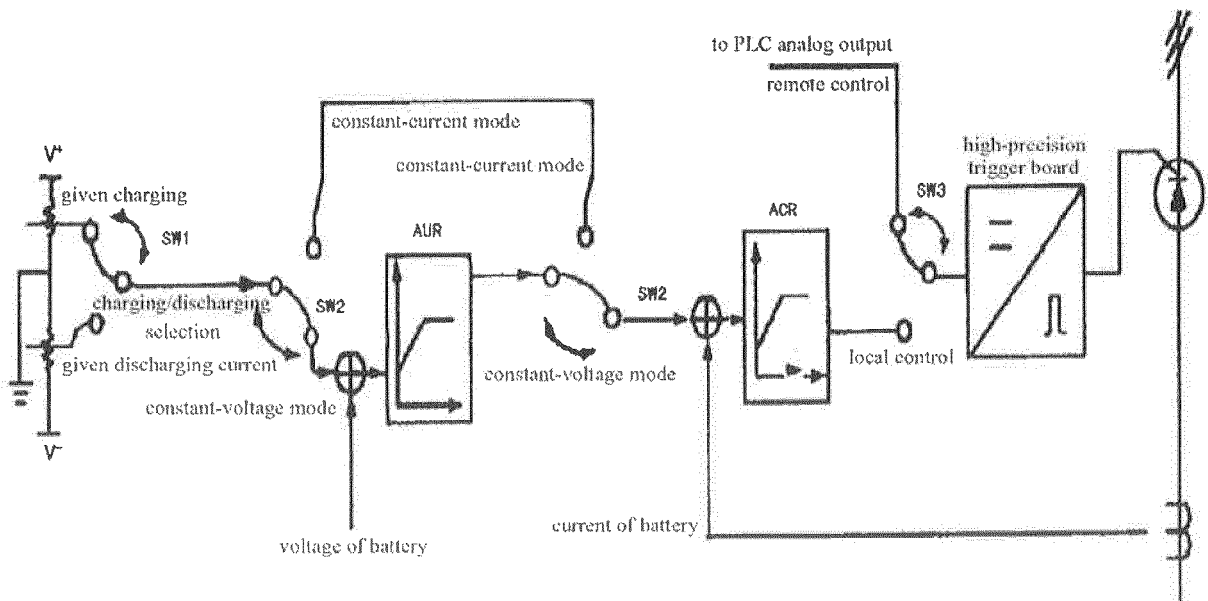 to PLC analog output
remote control
constant-current mode
constant-current mode
high-precision
trigger board
V+
given charging
SW1
SW3
AUR
ACR
charging/discharging
selection
SW2
SW2
given discharging current
constant-voltage mode
constant-voltage mode
local control
V-
voltage of battery
current of battery